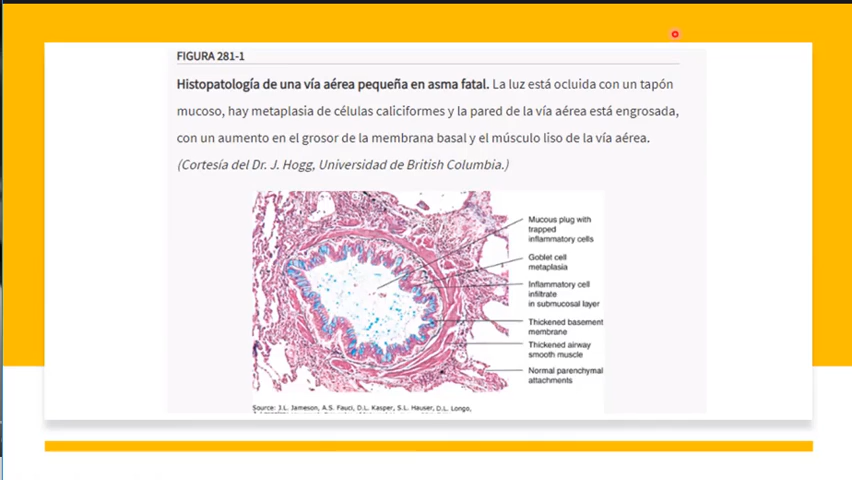 FIGURA 281-1
Histopatología de una vía aérea pequeña en asma fatal. La luz está ocluida con un tapón
mucoso, hay metaplasia de células caliciformes y la pared de la vía aérea está engrosada,
con un aumento en el grosor de la membrana basal y el músculo liso de la vía aérea.
(Cortesía del Dr. J. Hogg, Universidad de British Columbia.)
Mucous plug with
trapped
inflammatory cells
Goblet cell
metaplasia
Inflammatory cell
infiltrate
in submucosal layer
Thickened basement
membrane
Thickened airway
smooth muscle
Normal parenchymal
attachments
Source: J.L. Jameson, A.S. Fauci, D.L. Kasper, S.L. Hauser, D.L. Longo,